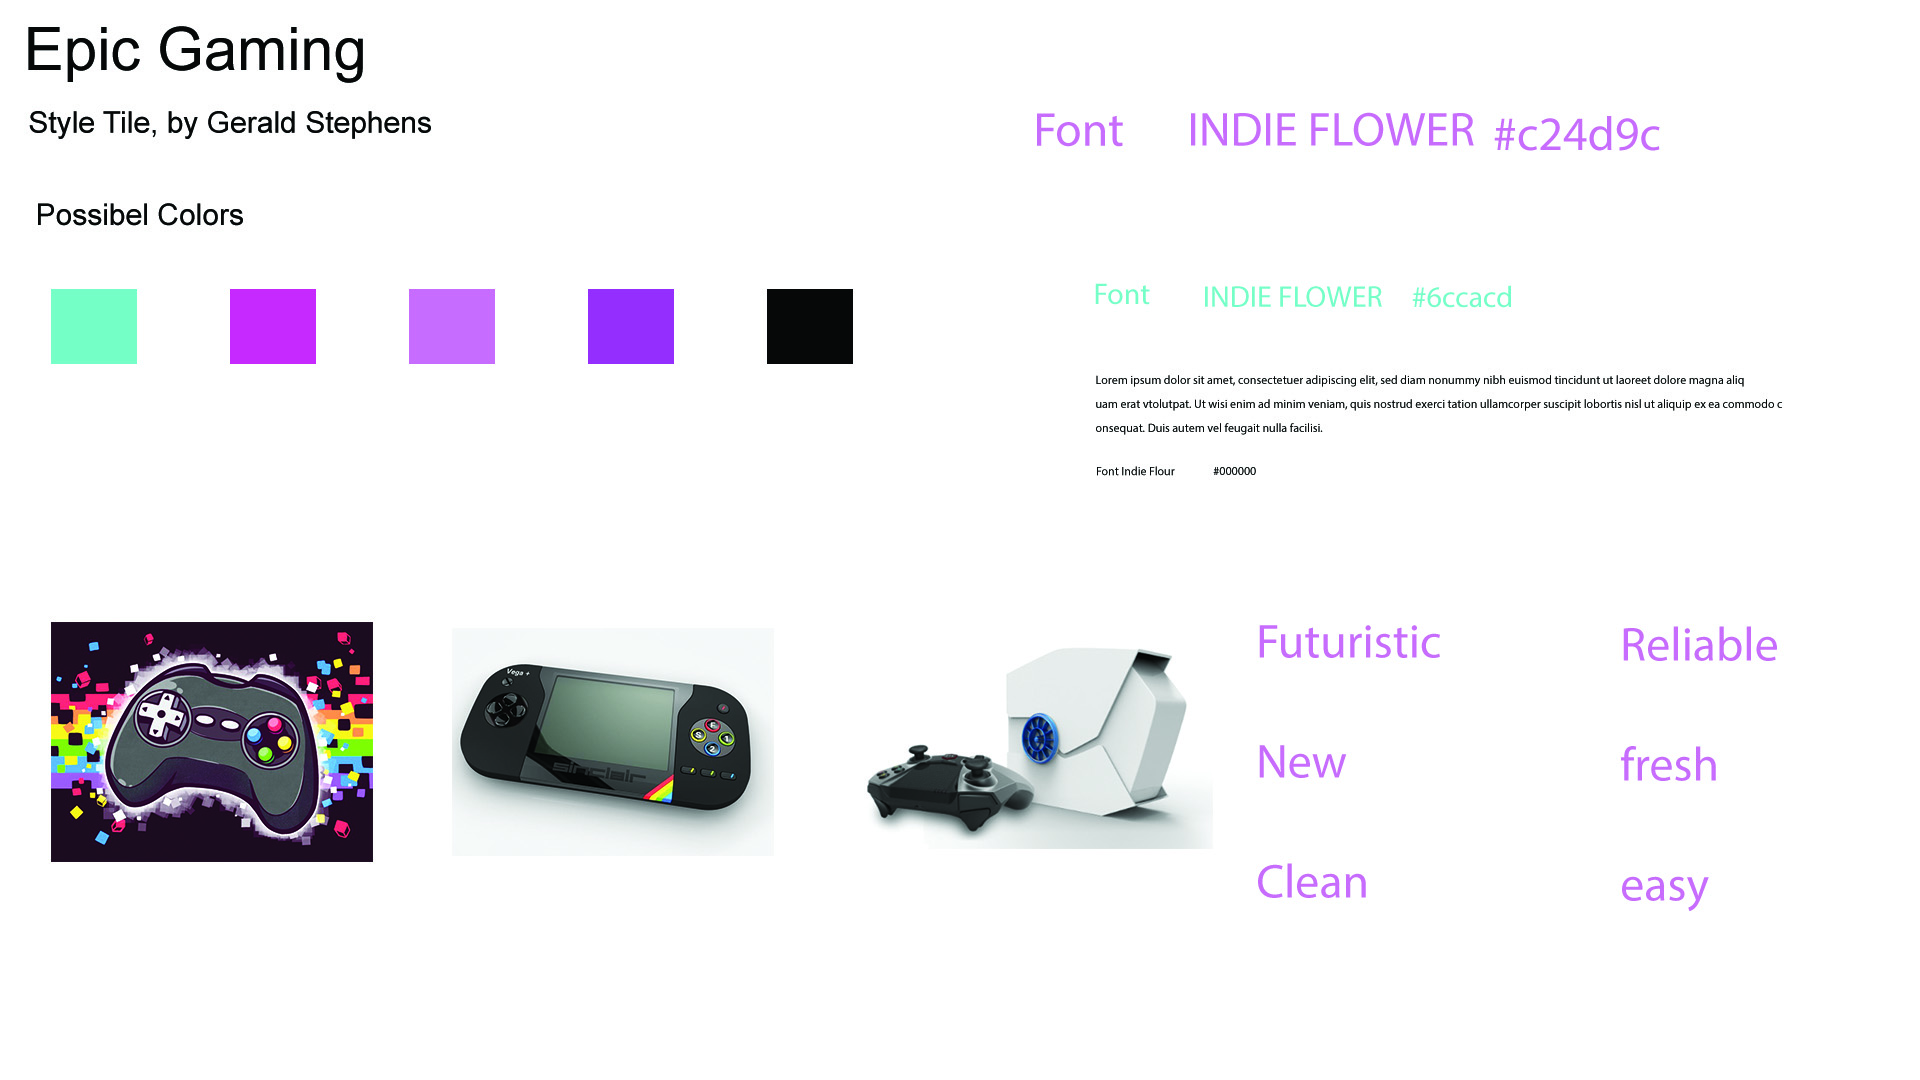 Epic Gaming
Style Tile, by Gerald Stephens
Font INDIE FLOWER #c24d9c
Possibel Colors
Font INDIE FLOWER #6ccacd
Lorem ipsum dolor sit amet, consectetuer adipiscing elit, sed diam nonummy nibh euismod tincidunt ut laoreet dolore magna aliq
uam erat vtolutpat. Ut wisi enim ad minim veniam, quis nostrud exerci tation ullamcorper suscipit lobortis nisl ut aliquip ex ea commodo c
onsequat. Duis autem vel feugait nulla facilisi.
Font Indie Flour #000000
Vega +
E
S 1
2
sinclair
Futuristic Reliable
New fresh
Clean easy